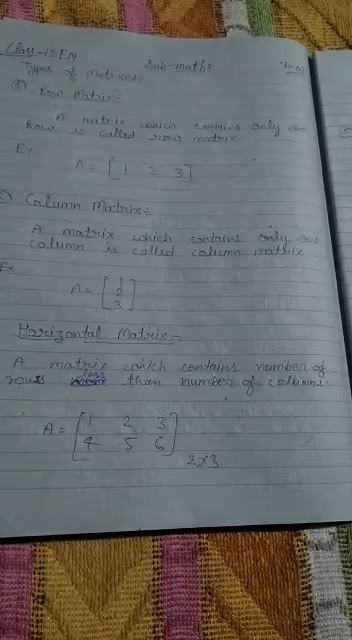 Class-12 EM
Sub-maths
Types of Matrices
① Row Matrix-
A matrix which contains only one
Row is called row matrix
Ex
A = [ 1 2 3 ]
② Column Matrix=
A matrix which contains only one
column is called column matrix
Ex
A = [ 1
2
3 ]
Harizontal Matrix:-
A matrix which contains number of
rows less than number of columns.
A = [ 1 2 3
4 5 6 ]
2×3